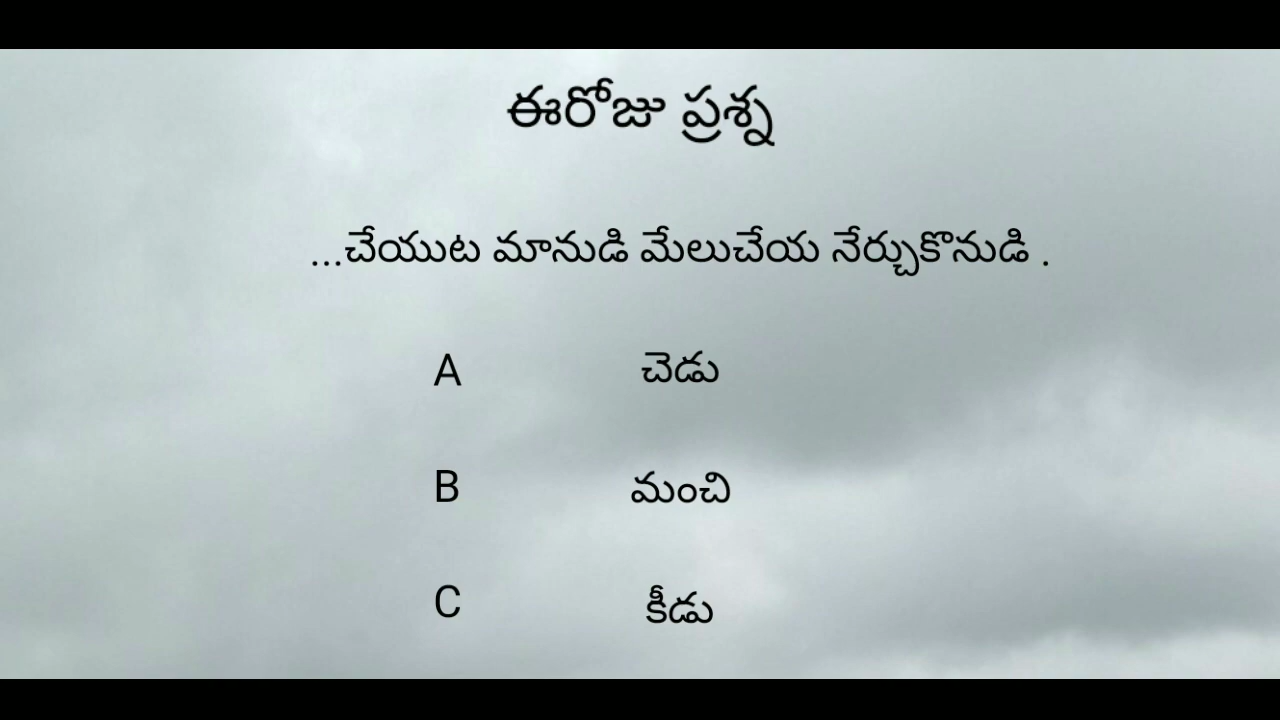 ఈరోజు ప్రశ్న
...చేయుట మానుడి మేలుచేయ నేర్చుకొనుడి .
A చెడు
B మంచి
C కీడు